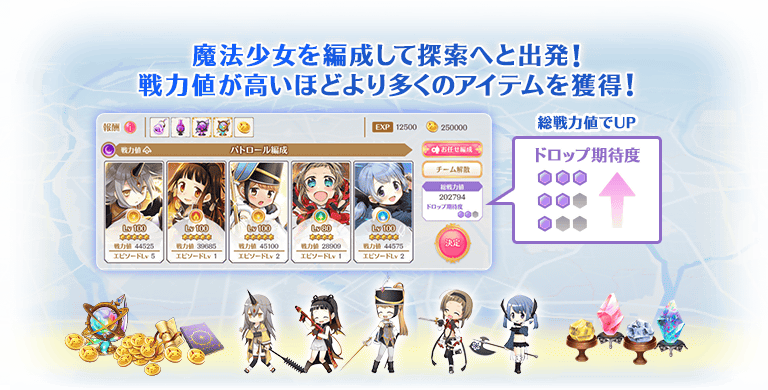 魔法少女を編成して探索へと出発！
戦力値が高いほどより多くのアイテムを獲得！
報酬
EXP 12500
250000
戦力値
パトロール編成
お任せ編成
チーム解散
総戦力値
202794
ドロップ期待度
決定
Lv 100
戦力値 44525
エピソードLv 5
Lv 100
戦力値 39685
エピソードLv 1
Lv 100
戦力値 45100
エピソードLv 2
Lv 80
戦力値 28909
エピソードLv 1
Lv 100
戦力値 44575
エピソードLv 2
総戦力値でUP
ドロップ期待度